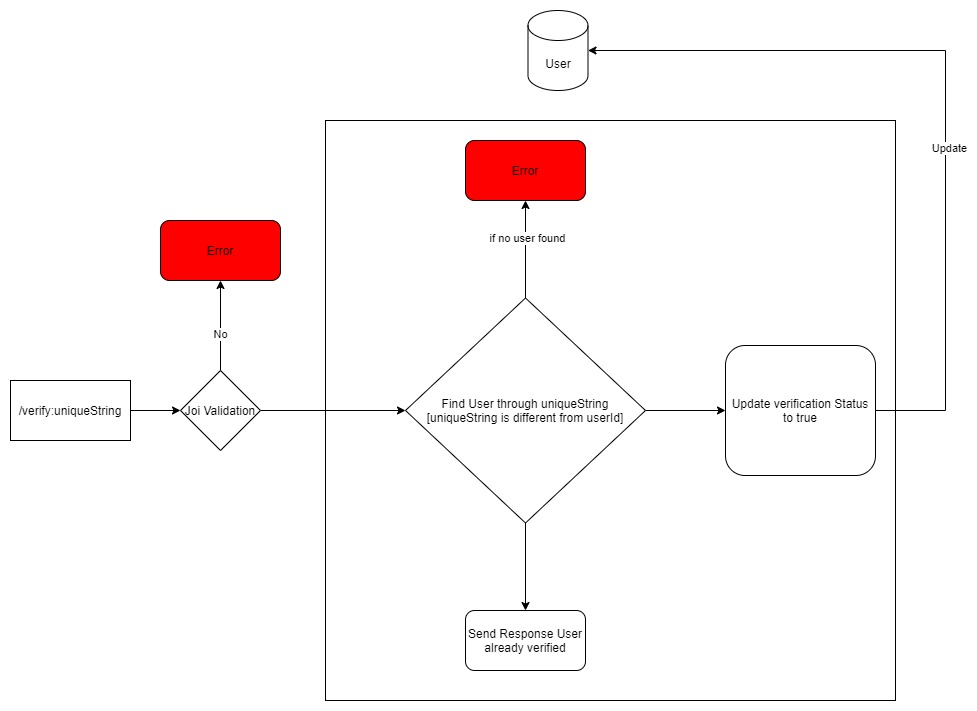 User
Update
Error
if no user found
Error
No
/verify:uniqueString
Joi Validation
Find User through uniqueString
[uniqueString is different from userId]
Update verification Status
to true
Send Response User
already verified